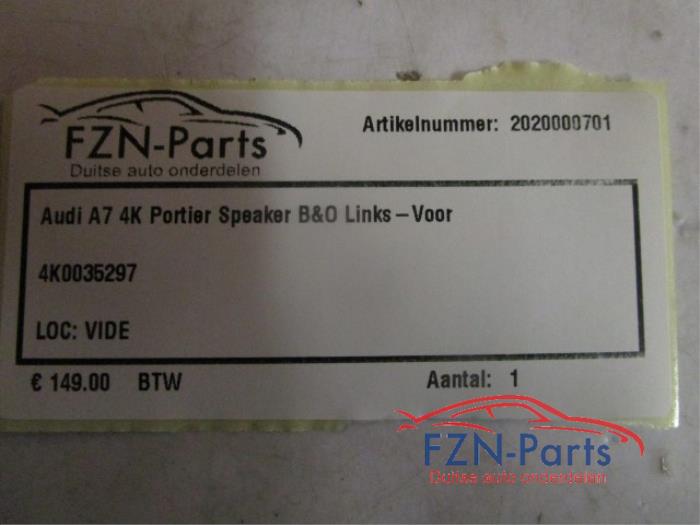 FZN-Parts
Duitse auto onderdelen
Artikelnummer: 2020000701
Audi A7 4K Portier Speaker B&O Links-Voor
4K0035297
LOC: VIDE
€ 149.00 BTW
Aantal: 1
FZN-Parts
Duitse auto onderdelen